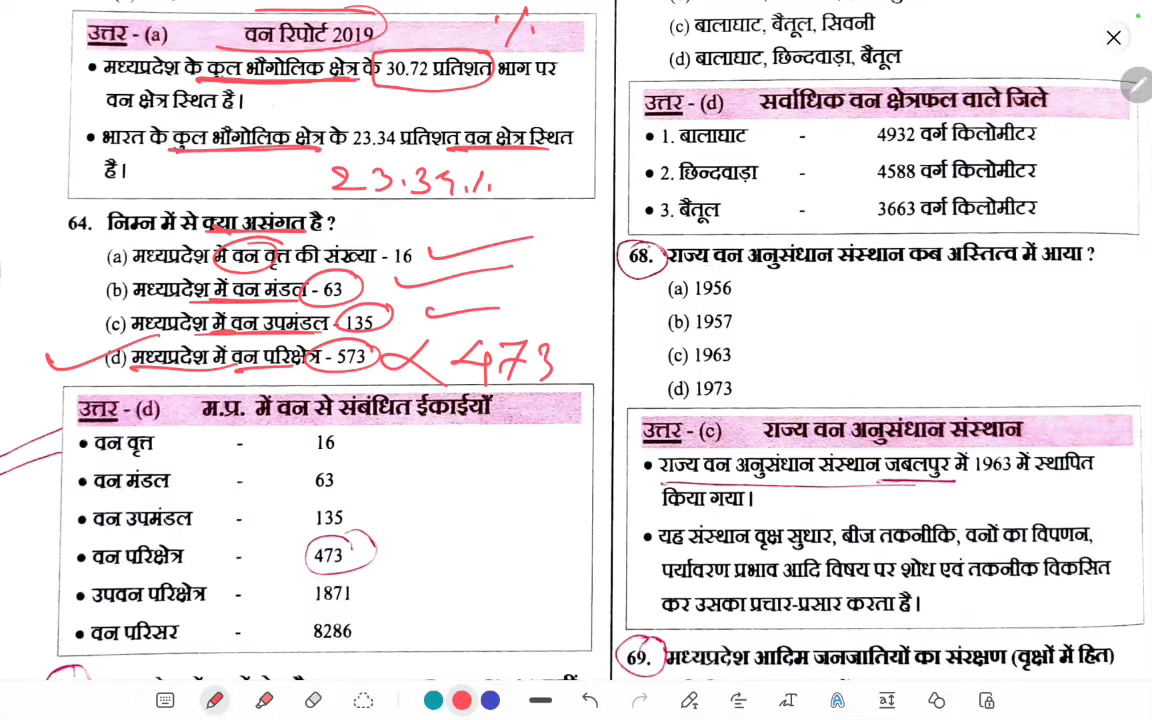 उत्तर - (a) वन रिपोर्ट 2019
• मध्यप्रदेश के कुल भौगोलिक क्षेत्र के 30.72 प्रतिशत भाग पर
वन क्षेत्र स्थित है।
• भारत के कुल भौगोलिक क्षेत्र के 23.34 प्रतिशत वन क्षेत्र स्थित
है।
23.34%
64. निम्न में से क्या असंगत है ?
(a) मध्यप्रदेश में वन वृत्त की संख्या - 16
(b) मध्यप्रदेश में वन मंडल - 63
(c) मध्यप्रदेश में वन उपमंडल - 135
(d) मध्यप्रदेश में वन परिक्षेत्र - 573
473
उत्तर - (d) म.प्र. में वन से संबंधित ईकाईयाँ
• वन वृत्त - 16
• वन मंडल - 63
• वन उपमंडल - 135
• वन परिक्षेत्र - 473
• उपवन परिक्षेत्र - 1871
• वन परिसर - 8286
(c) बालाघाट, बैतूल, सिवनी
(d) बालाघाट, छिन्दवाड़ा, बैतूल
उत्तर - (d) सर्वाधिक वन क्षेत्रफल वाले जिले
• 1. बालाघाट - 4932 वर्ग किलोमीटर
• 2. छिन्दवाड़ा - 4588 वर्ग किलोमीटर
• 3. बैतूल - 3663 वर्ग किलोमीटर
68. राज्य वन अनुसंधान संस्थान कब अस्तित्व में आया ?
(a) 1956
(b) 1957
(c) 1963
(d) 1973
उत्तर - (c) राज्य वन अनुसंधान संस्थान
• राज्य वन अनुसंधान संस्थान जबलपुर में 1963 में स्थापित
किया गया।
• यह संस्थान वृक्ष सुधार, बीज तकनीकि, वनों का विपणन,
पर्यावरण प्रभाव आदि विषय पर शोध एवं तकनीक विकसित
कर उसका प्रचार-प्रसार करता है।
69. मध्यप्रदेश आदिम जनजातियों का संरक्षण (वृक्षों में हित)